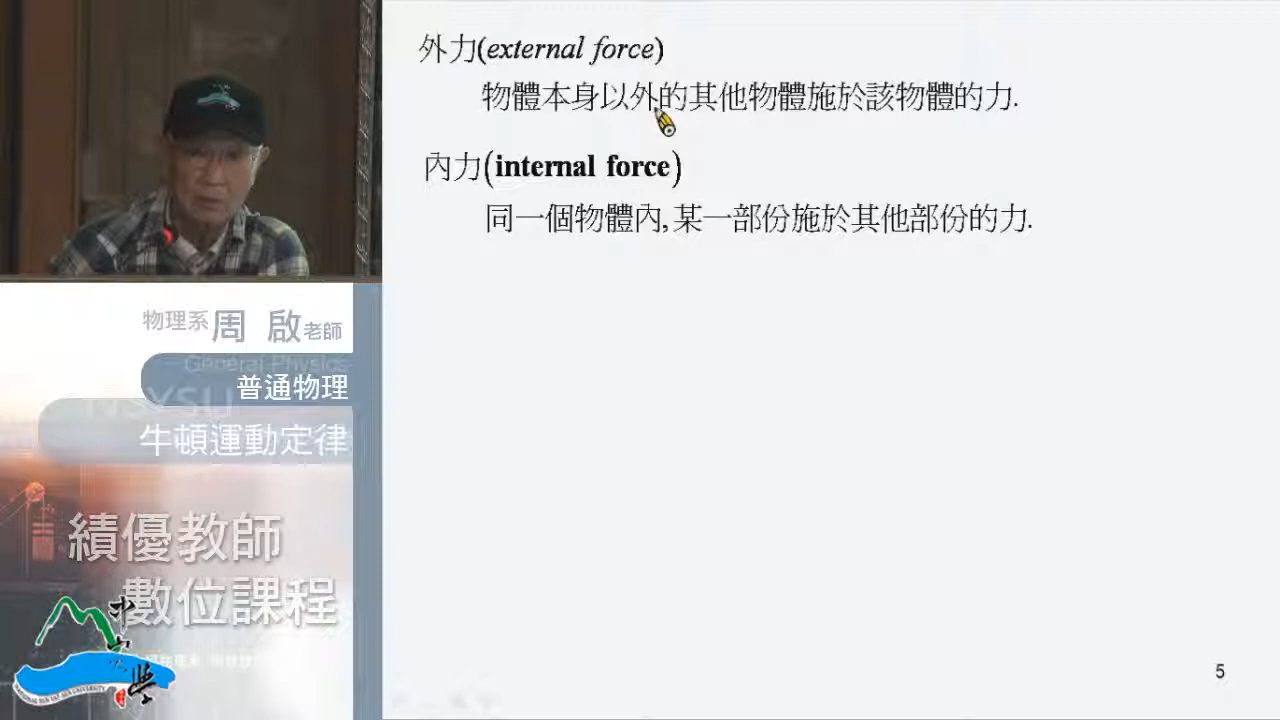 外力(external force)
物體本身以外的其他物體施於該物體的力.
內力(internal force)
同一個物體內,某一部份施於其他部份的力.
物理系周 啟老師
General Physics
普通物理
NSYSU
牛頓運動定律
績優教師
數位課程
5